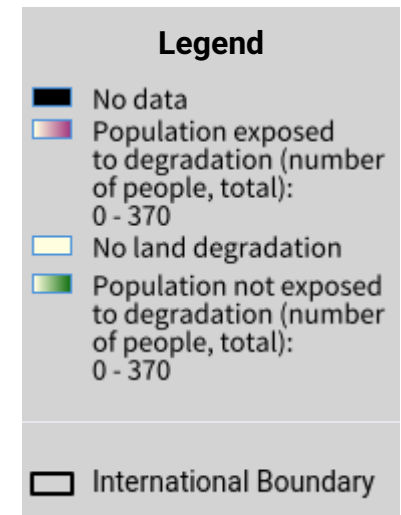 Legend
No data
Population exposed
to degradation (number
of people, total):
0 - 370
No land degradation
Population not exposed
to degradation (number
of people, total):
0 - 370
International Boundary